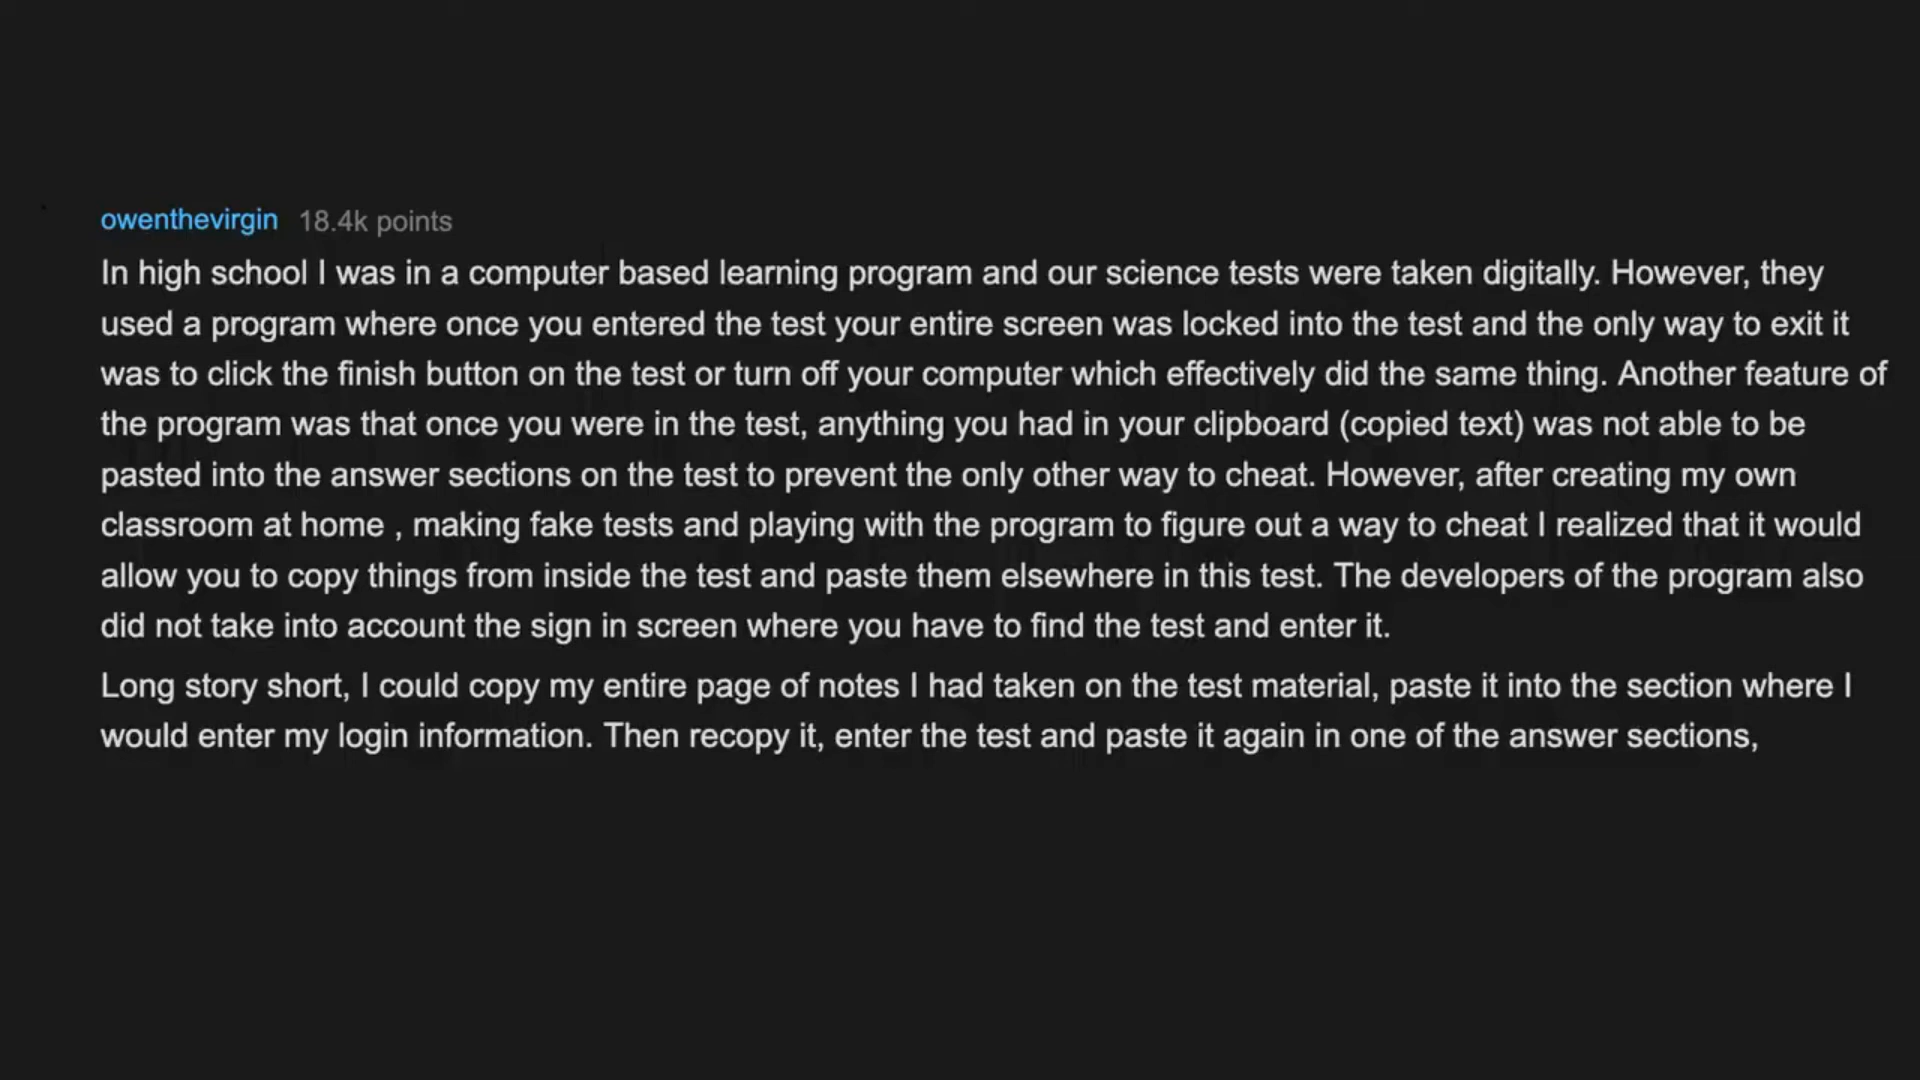 owenthevirgin 18.4k points
In high school I was in a computer based learning program and our science tests were taken digitally. However, they
used a program where once you entered the test your entire screen was locked into the test and the only way to exit it
was to click the finish button on the test or turn off your computer which effectively did the same thing. Another feature of
the program was that once you were in the test, anything you had in your clipboard (copied text) was not able to be
pasted into the answer sections on the test to prevent the only other way to cheat. However, after creating my own
classroom at home , making fake tests and playing with the program to figure out a way to cheat I realized that it would
allow you to copy things from inside the test and paste them elsewhere in this test. The developers of the program also
did not take into account the sign in screen where you have to find the test and enter it.
Long story short, I could copy my entire page of notes I had taken on the test material, paste it into the section where I
would enter my login information. Then recopy it, enter the test and paste it again in one of the answer sections,